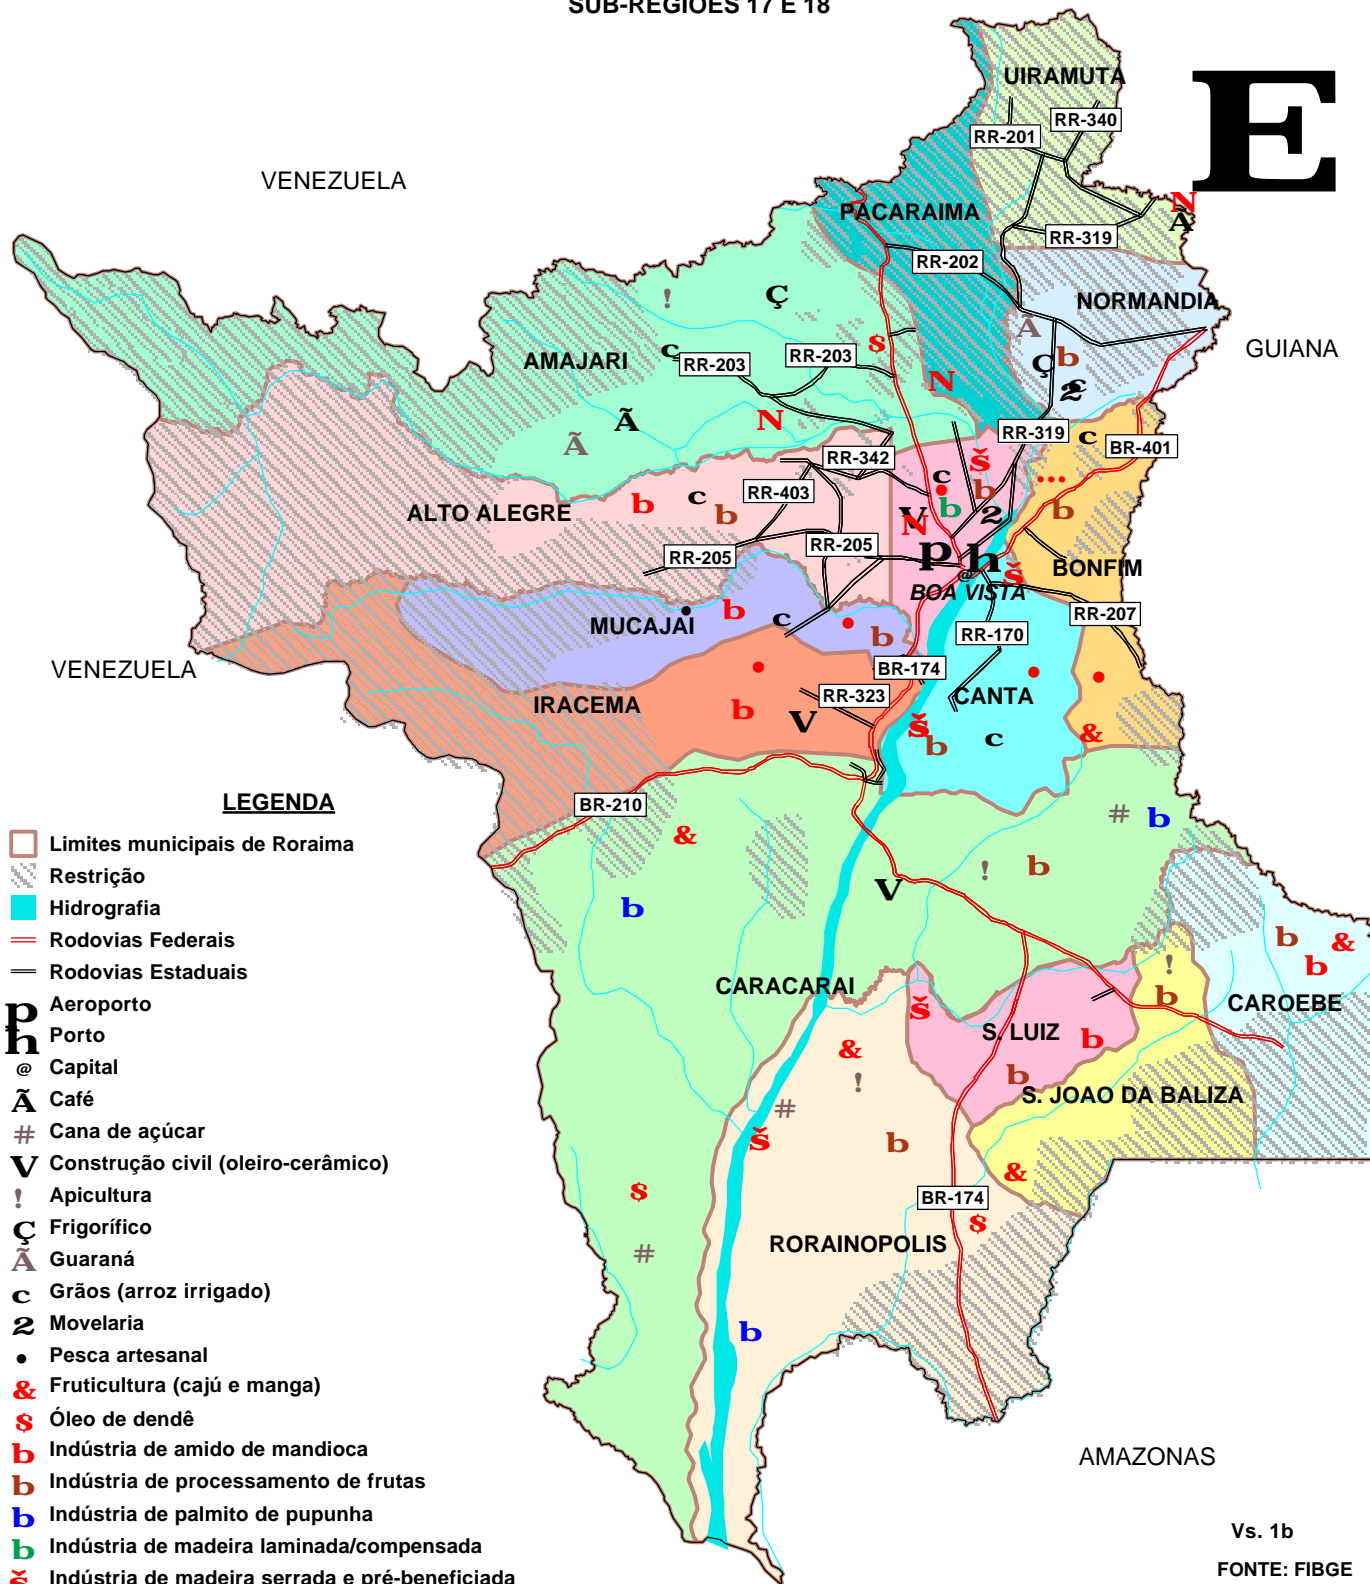 SUB-REGIÕES 17 E 18
E
UIRAMUTÃ
RR-340
RR-201
VENEZUELA
N
Ã
PACARAIMA
RR-319
RR-202
NORMANDIA
! Ç
Ã
GUIANA
$
AMAJARI
c
RR-203
RR-203
Ç b
2 c
N
N
Ã
Ã
RR-319
c
BR-401
RR-342
š
...
c
RR-403
b c b
ALTO ALEGRE
b
b
2
b
V
N
RR-205
RR-205
p h
@
š
BONFIM
BOA VISTA
b
c
MUCAJAI
b
RR-207
RR-170
VENEZUELA
BR-174
RR-323
IRACEMA
b
V
CANTA
š
b
c
&
LEGENDA
BR-210
&
#
b
Limites municipais de Roraima
Restrição
Hidrografia
Rodovias Federais
Rodovias Estaduais
p Aeroporto
h Porto
@ Capital
Ã Café
# Cana de açúcar
V Construção civil (oleiro-cerâmico)
! Apicultura
Ç Frigorífico
Ã Guaraná
c Grãos (arroz irrigado)
2 Movelaria
• Pesca artesanal
& Fruticultura (cajú e manga)
$ Óleo de dendê
b Indústria de amido de mandioca
b Indústria de processamento de frutas
b Indústria de palmito de pupunha
b Indústria de madeira laminada/compensada
š Indústria de madeira serrada e pré-beneficiada
b
V
!
b
b
&
b
!
b
CARACARAI
CAROEBE
š
S. LUIZ
b
&
b
!
S. JOAO DA BALIZA
#
š
b
&
$
BR-174
$
RORAINOPOLIS
#
b
AMAZONAS
Vs. 1b
FONTE: FIBGE